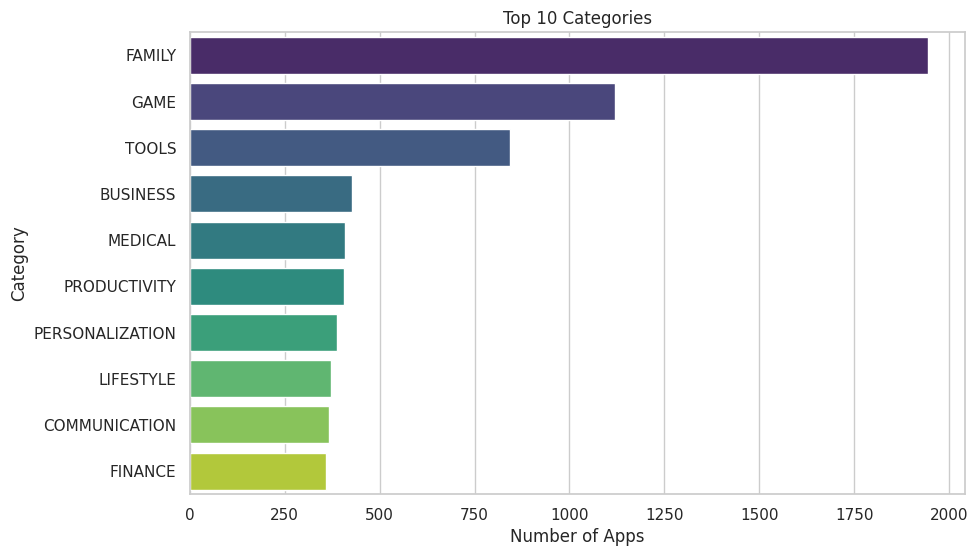 Top 10 Categories
Category
FAMILY
GAME
TOOLS
BUSINESS
MEDICAL
PRODUCTIVITY
PERSONALIZATION
LIFESTYLE
COMMUNICATION
FINANCE
0 250 500 750 1000 1250 1500 1750 2000
Number of Apps